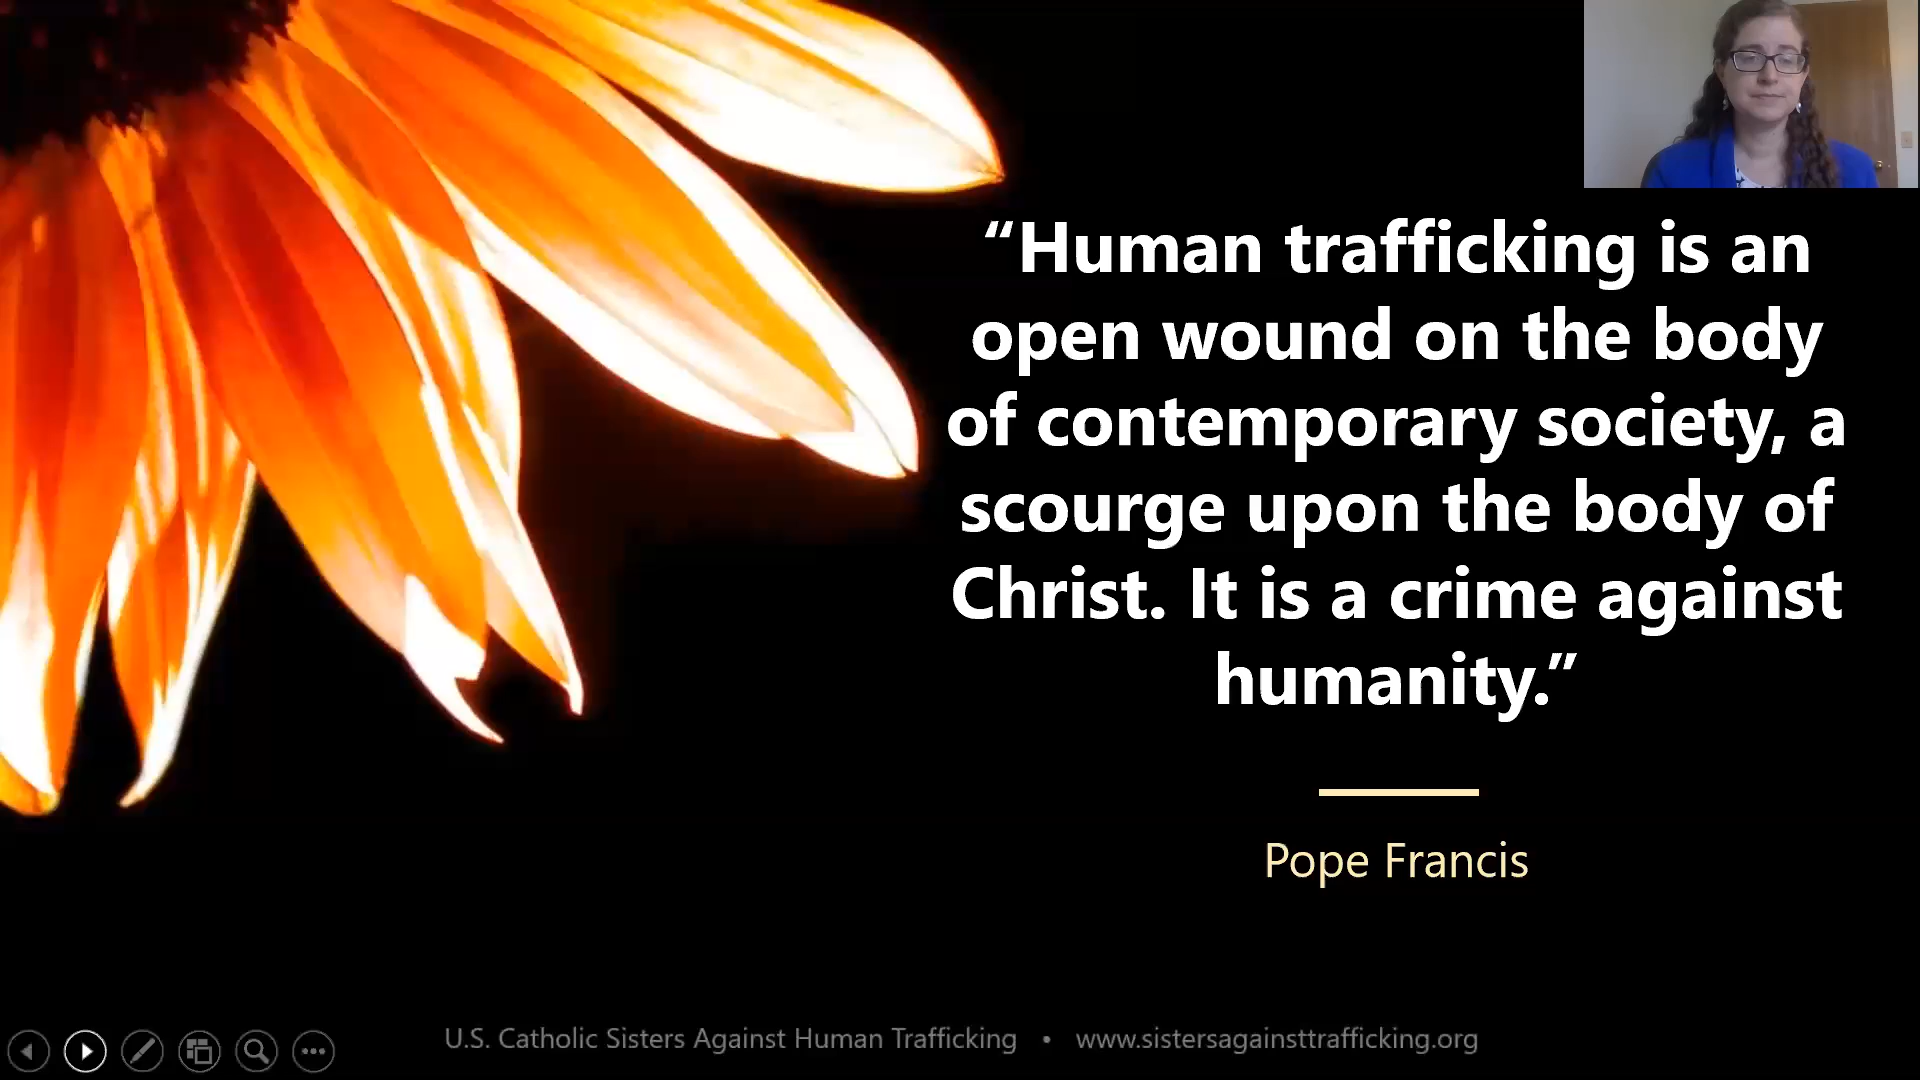 “Human trafficking is an
open wound on the body
of contemporary society, a
scourge upon the body of
Christ. It is a crime against
humanity.”
Pope Francis
U.S. Catholic Sisters Against Human Trafficking • www.sistersagainsttrafficking.org